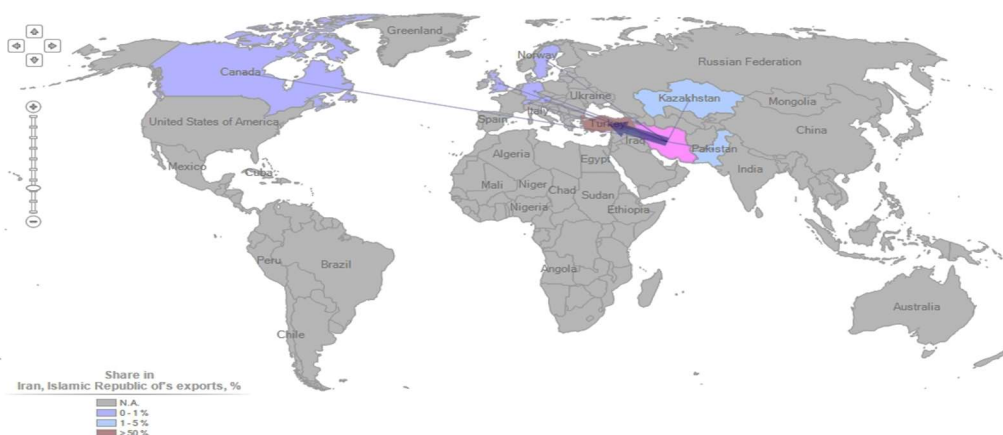 Greenland
Norway
Russian Federation
Canada
Kazakhstan
Ukraine
Mongolia
Italy
United States of America
Spain
China
Iraq
Pakistan
Algeria
Egypt
India
Mexico
Cuba
Mali
Niger
Chad
Sudan
Nigeria
Ethiopia
Peru
Brazil
Angola
Australia
Chile
Share in
Iran, Islamic Republic of's exports, %
N.A.
0 - 1 %
1 - 5 %
> 50 %